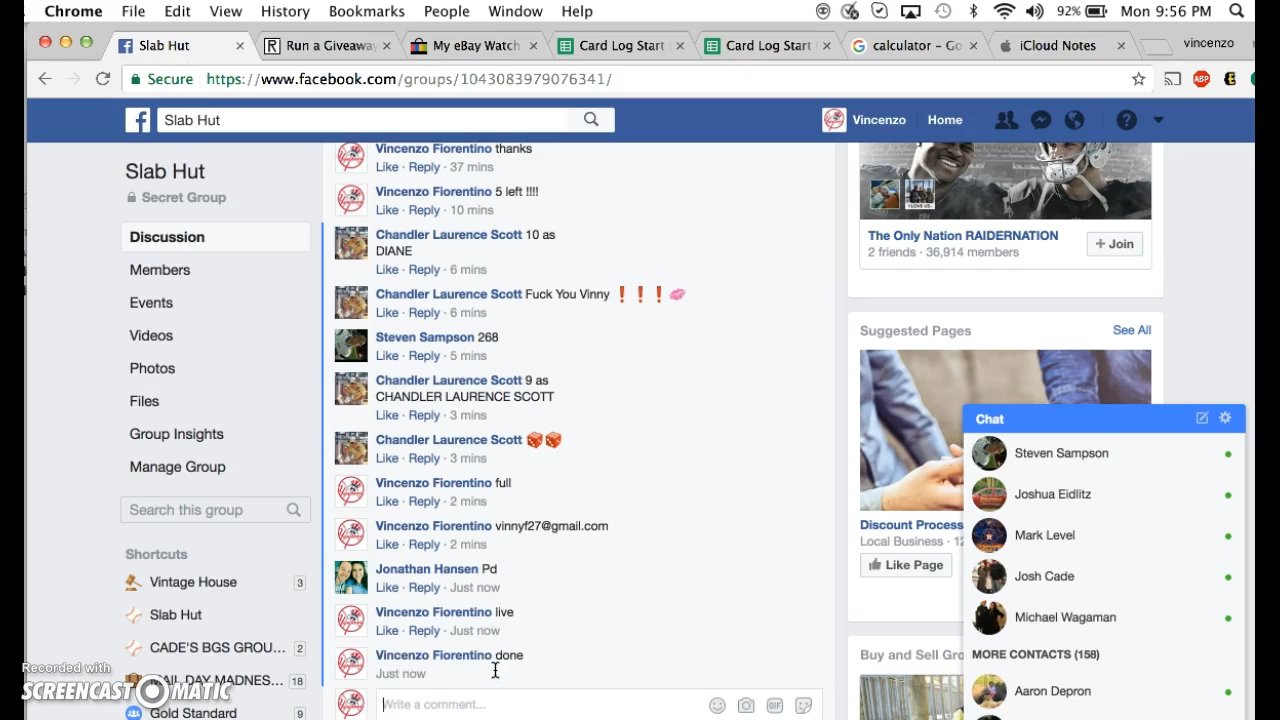 Chrome File Edit View History Bookmarks People Window Help 92% Mon 9:56 PM
Slab Hut Run a Giveaway My eBay Watch Card Log Start Card Log Start calculator – Go iCloud Notes vincenzo
Secure https://www.facebook.com/groups/1043083979076341/
ABP
Slab Hut Vincenzo Home
Slab Hut
Secret Group
Discussion
Members
Events
Videos
Photos
Files
Group Insights
Manage Group
Search this group
Shortcuts
Vintage House 3
Slab Hut
CADE'S BGS GROU... 2
MAIL DAY MADNES... 18
Gold Standard
Recorded with
SCREENCAST MATIC
Vincenzo Fiorentino thanks
Like · Reply · 37 mins
Vincenzo Fiorentino 5 left !!!!
Like · Reply · 10 mins
Chandler Laurence Scott 10 as
DIANE
Like · Reply · 6 mins
Chandler Laurence Scott Fuck You Vinny ❗❗❗💋
Like · Reply · 6 mins
Steven Sampson 268
Like · Reply · 5 mins
Chandler Laurence Scott 9 as
CHANDLER LAURENCE SCOTT
Like · Reply · 3 mins
Chandler Laurence Scott 🎲🎲
Like · Reply · 3 mins
Vincenzo Fiorentino full
Like · Reply · 2 mins
Vincenzo Fiorentino vinnyf27@gmail.com
Like · Reply · 2 mins
Jonathan Hansen Pd
Like · Reply · Just now
Vincenzo Fiorentino live
Like · Reply · Just now
Vincenzo Fiorentino done
Just now
Write a comment...
GIF
The Only Nation RAIDERNATION
2 friends · 36,914 members
+ Join
Suggested Pages See All
Discount Process
Local Business · 12
Like Page
Buy and Sell Gro
Chat
Steven Sampson
Joshua Eidlitz
Mark Level
Josh Cade
Michael Wagaman
MORE CONTACTS (158)
Aaron Depron